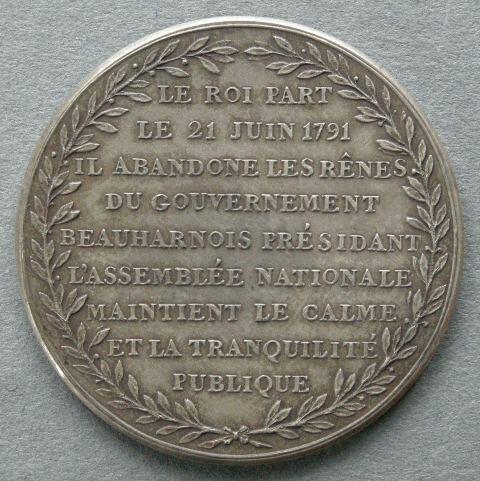 LE ROI PART
LE 21 JUIN 1791
IL ABANDONE LES RÊNES
DU GOUVERNEMENT
BEAUHARNOIS PRÉSIDANT
L'ASSEMBLÉE NATIONALE
MAINTIENT LE CALME
ET LA TRANQUILITÉ
PUBLIQUE